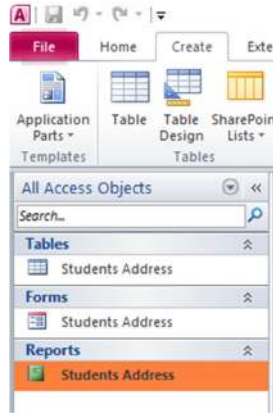 A
File Home Create Exte
Application Parts Table Table Design SharePoin Lists
Templates Tables
All Access Objects
Search...
Tables
Students Address
Forms
Students Address
Reports
Students Address